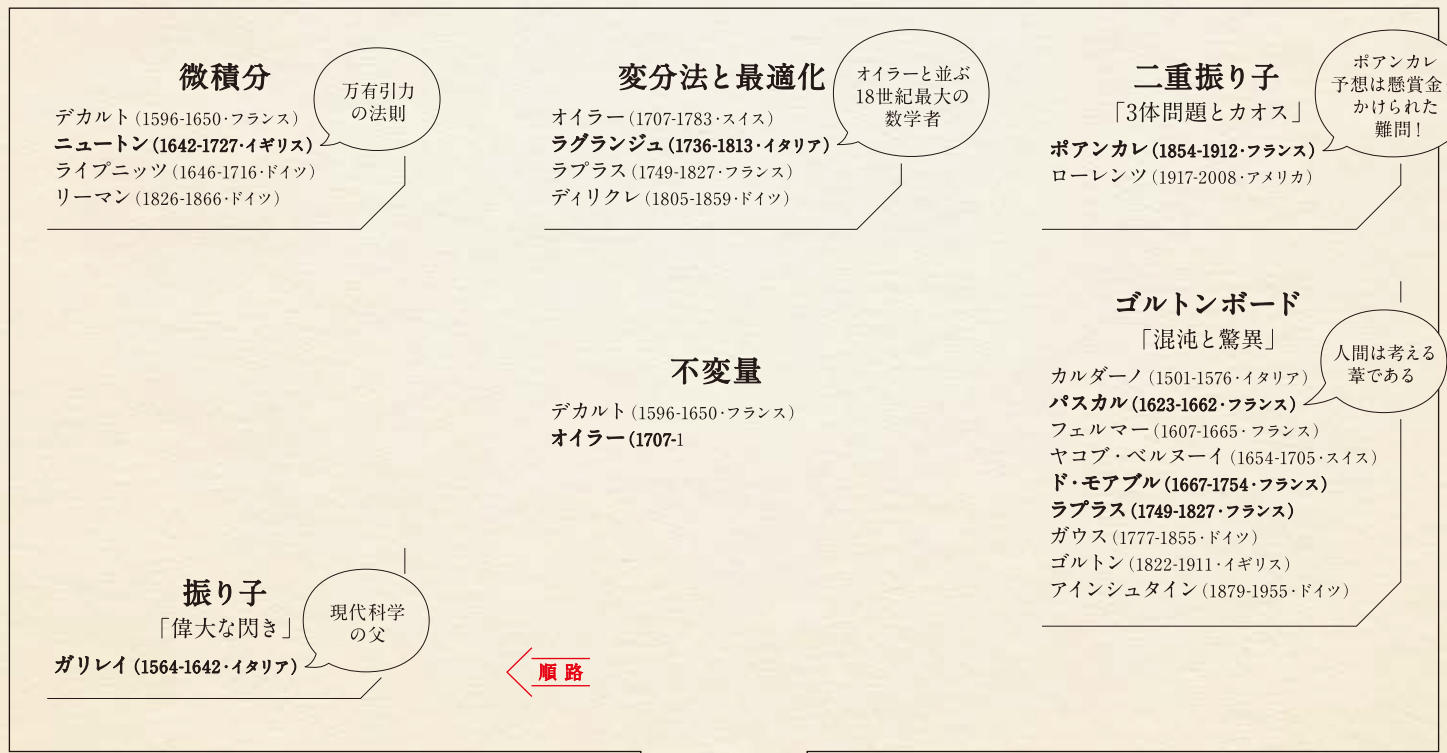 微積分
デカルト (1596-1650・フランス)
ニュートン (1642-1727・イギリス)
ライプニッツ (1646-1716・ドイツ)
リーマン (1826-1866・ドイツ)
万有引力
の法則
変分法と最適化
オイラー (1707-1783・スイス)
ラグランジュ (1736-1813・イタリア)
ラプラス (1749-1827・フランス)
ディリクレ (1805-1859・ドイツ)
オイラーと並ぶ
18世紀最大の
数学者
二重振り子
「3体問題とカオス」
ポアンカレ (1854-1912・フランス)
ローレンツ (1917-2008・アメリカ)
ポアンカレ
予想は懸賞金
かけられた
難問!
不変量
デカルト (1596-1650・フランス)
オイラー (1707-1
ゴルトンボード
「混沌と驚異」
カルダーノ (1501-1576・イタリア)
パスカル (1623-1662・フランス)
フェルマー (1607-1665・フランス)
ヤコブ・ベルヌーイ (1654-1705・スイス)
ド・モアブル (1667-1754・フランス)
ラプラス (1749-1827・フランス)
ガウス (1777-1855・ドイツ)
ゴルトン (1822-1911・イギリス)
アインシュタイン (1879-1955・ドイツ)
人間は考える
葦である
振り子
「偉大な閃き」
ガリレイ (1564-1642・イタリア)
現代科学
の父
順路